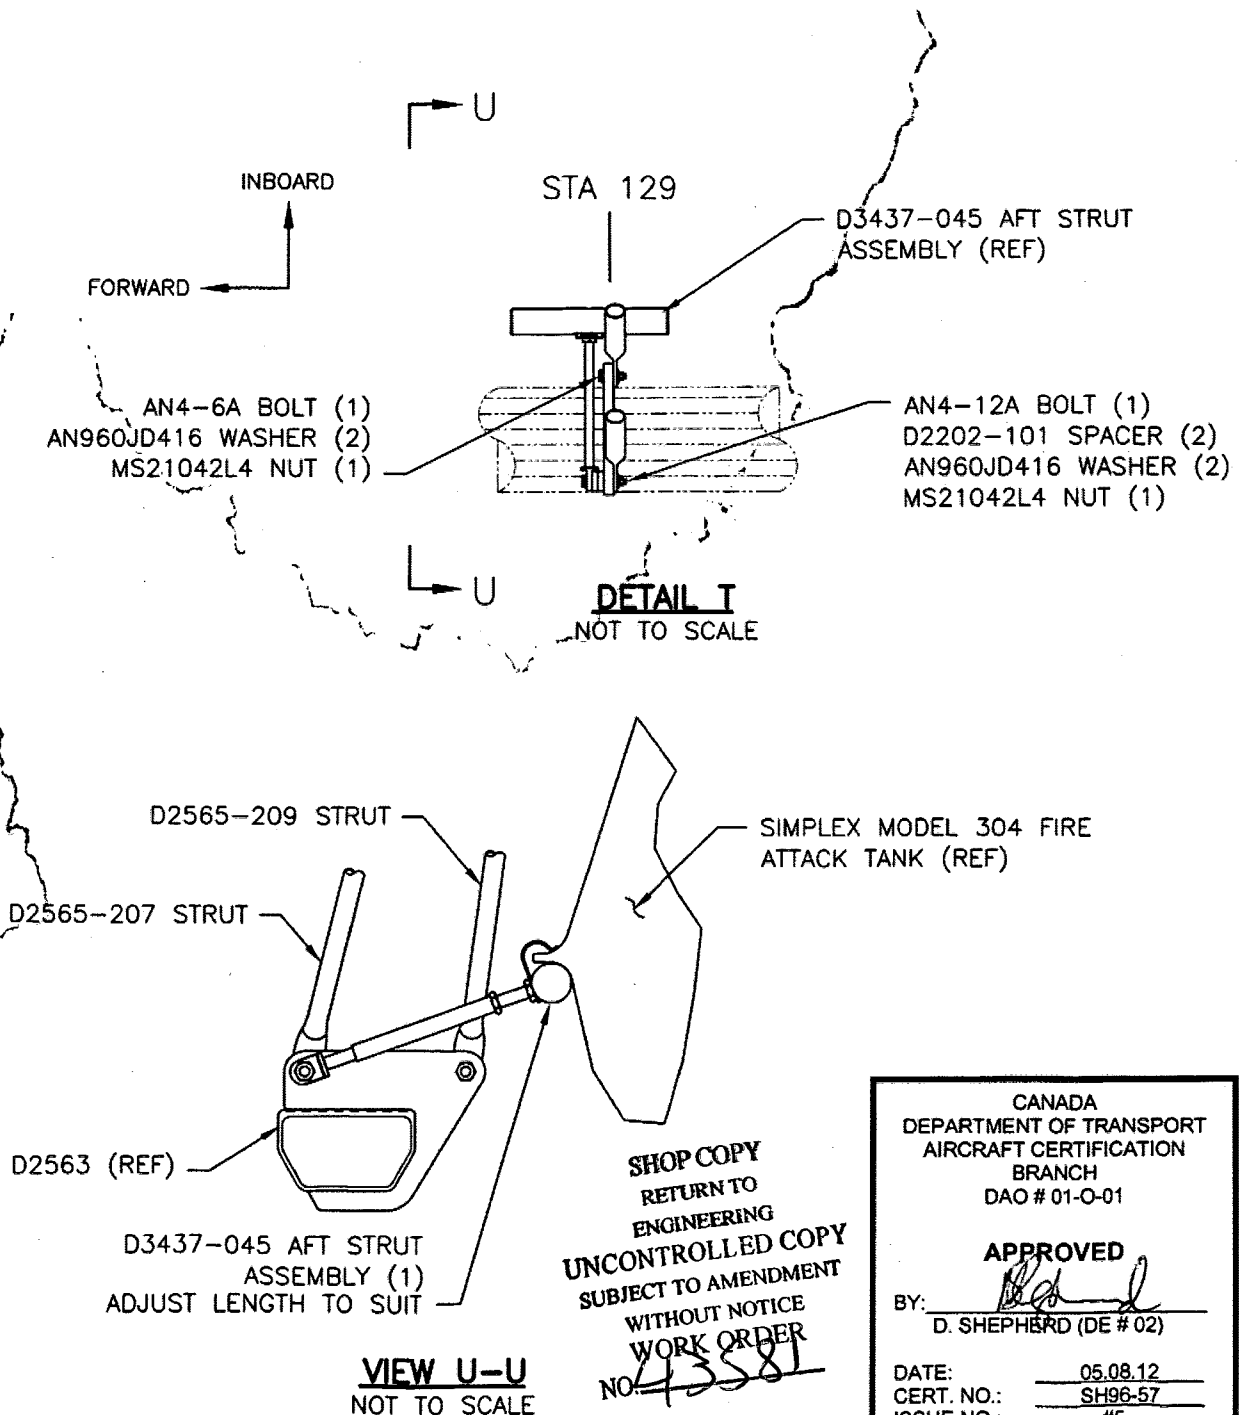 U
INBOARD
STA 129
D3437-045 AFT STRUT
ASSEMBLY (REF)
FORWARD
AN4-6A BOLT (1)
AN960JD416 WASHER (2)
MS21042L4 NUT (1)
AN4-12A BOLT (1)
D2202-101 SPACER (2)
AN960JD416 WASHER (2)
MS21042L4 NUT (1)
U
DETAIL T
NOT TO SCALE
D2565-209 STRUT
SIMPLEX MODEL 304 FIRE
ATTACK TANK (REF)
D2565-207 STRUT
D2563 (REF)
D3437-045 AFT STRUT
ASSEMBLY (1)
ADJUST LENGTH TO SUIT
VIEW U-U
NOT TO SCALE
SHOP COPY
RETURN TO
ENGINEERING
UNCONTROLLED COPY
SUBJECT TO AMENDMENT
WITHOUT NOTICE
WORK ORDER
NO. 43581
CANADA
DEPARTMENT OF TRANSPORT
AIRCRAFT CERTIFICATION
BRANCH
DAO # 01-O-01
APPROVED
BY:
D. SHEPHERD (DE # 02)
DATE: 05.08.12
CERT. NO.: SH96-57
ISSUE NO.: #5